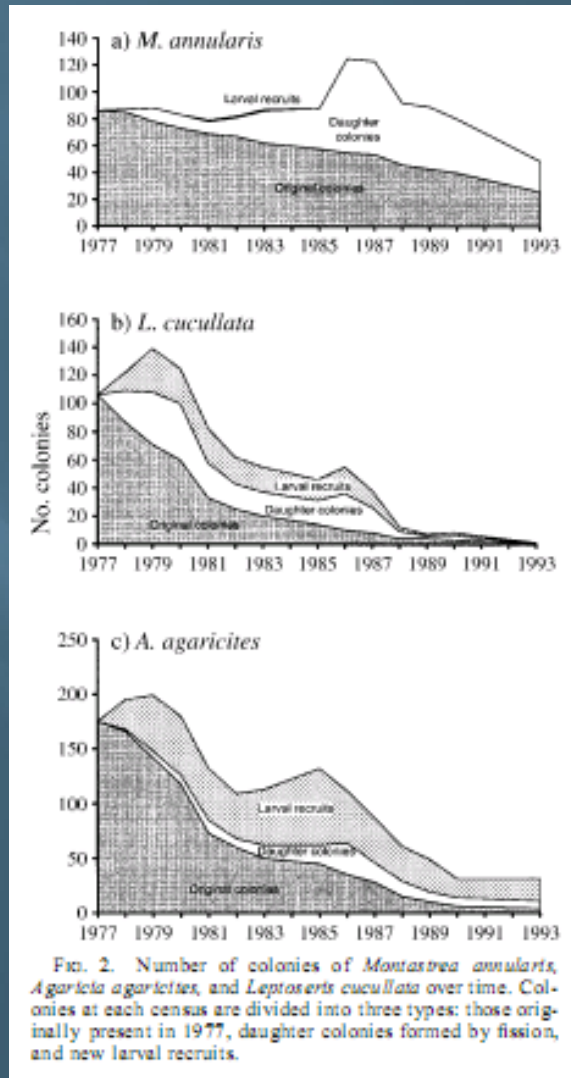 a) M. annularis
140
120
100
80
60
40
20
0
Larval recruits
Daughter
colonies
Original colonies
1977 1979 1981 1983 1985 1987 1989 1991 1993
No. colonies
b) L. cucullata
160
140
120
100
80
60
40
20
0
Larval recruits
Daughter colonies
Original colonies
1977 1979 1981 1983 1985 1987 1989 1991 1993
c) A. agaricites
250
200
150
100
50
0
Larval recruits
Daughter colonies
Original colonies
1977 1979 1981 1983 1985 1987 1989 1991 1993
FIG. 2. Number of colonies of Montastrea annularis,
Agaricia agaricites, and Leptoseris cucullata over time. Col-
onies at each census are divided into three types: those orig-
inally present in 1977, daughter colonies formed by fission,
and new larval recruits.